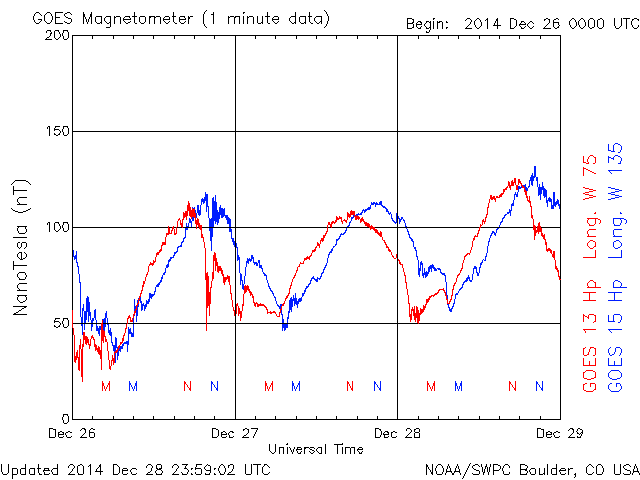 GOES Magnetometer (1 minute data)
Begin: 2014 Dec 26 0000 UTC
200
150
100
50
0
NanoTesla (nT)
M M N N M M N N M M N N
Dec 26 Dec 27 Dec 28 Dec 29
Universal Time
GOES 13 Hp Long. W 75
GOES 15 Hp Long. W 135
Updated 2014 Dec 28 23:59:02 UTC
NOAA/SWPC Boulder, CO USA